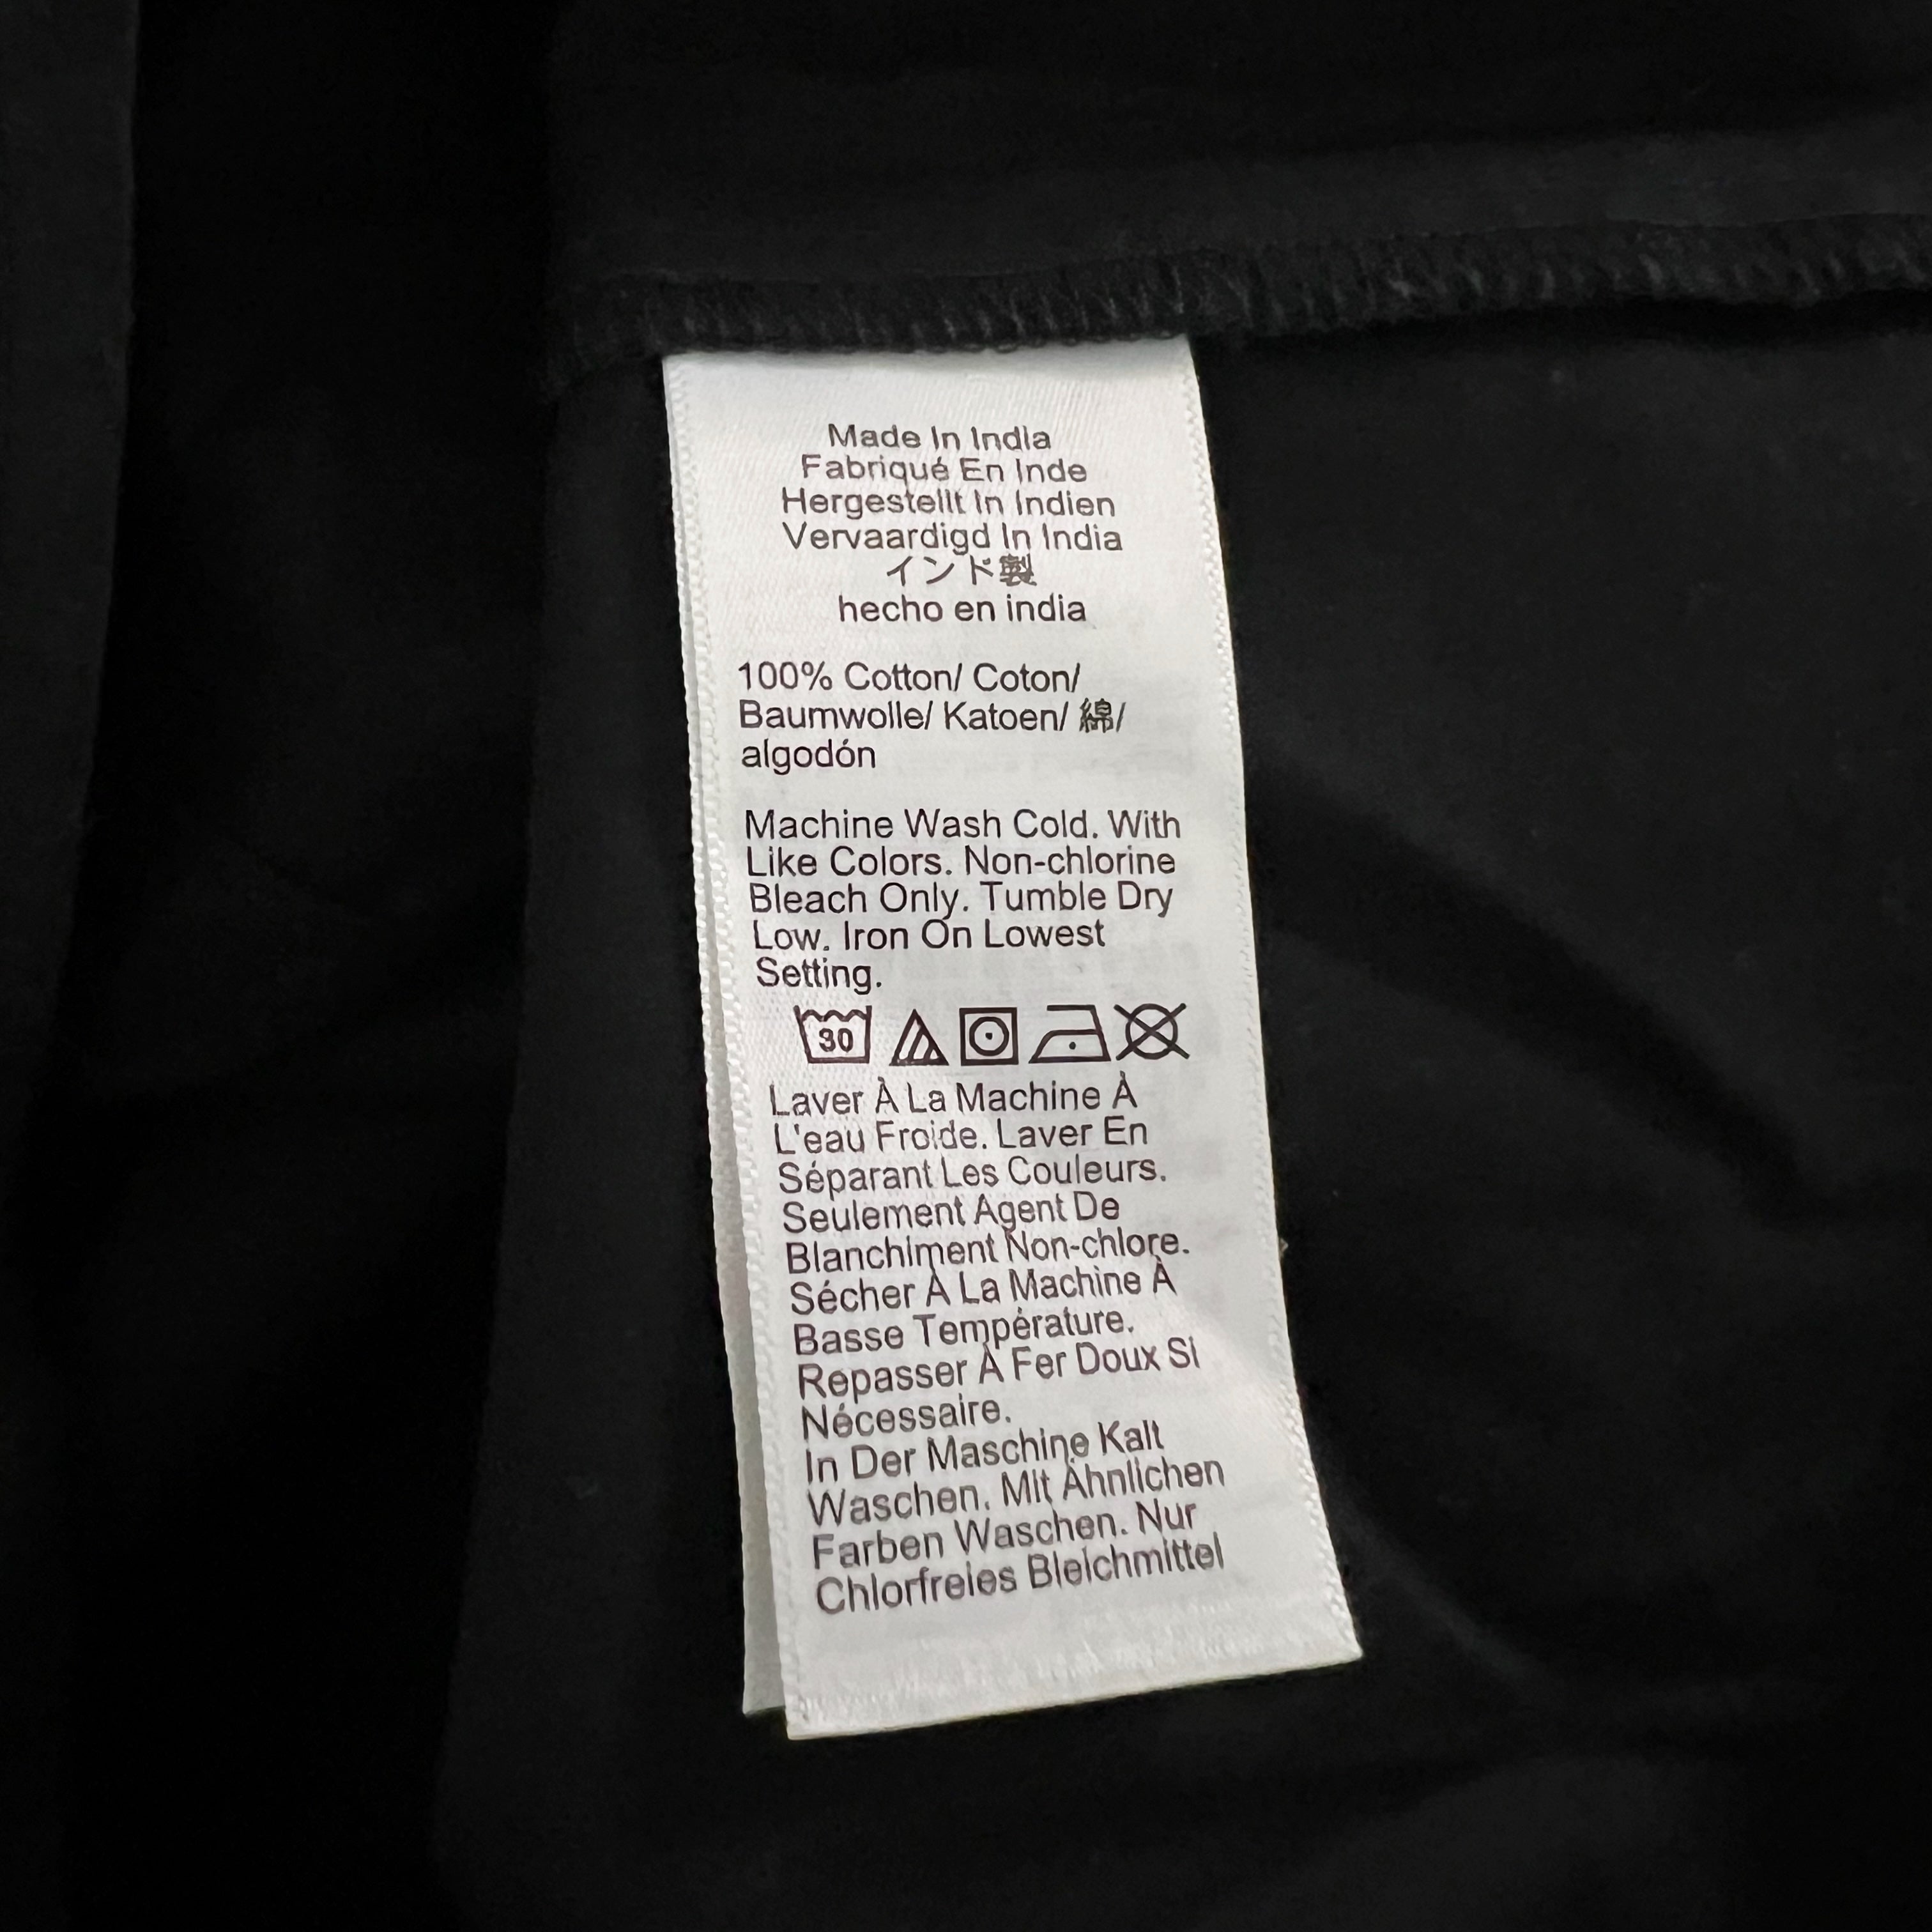 Made In India
Fabriqué En Inde
Hergestellt In Indien
Vervaardigd In India
インド製
hecho en india
100% Cotton/ Coton/
Baumwolle/ Katoen/ 綿/
algodón
Machine Wash Cold. With
Like Colors. Non-chlorine
Bleach Only. Tumble Dry
Low. Iron On Lowest
Setting.
30
Laver À La Machine À
L'eau Froide. Laver En
Séparant Les Couleurs.
Seulement Agent De
Blanchiment Non-chlore.
Sécher À La Machine À
Basse Température.
Repasser À Fer Doux Si
Nécessaire.
In Der Maschine Kalt
Waschen. Mit Ähnlichen
Farben Waschen. Nur
Chlorfreies Bleichmittel